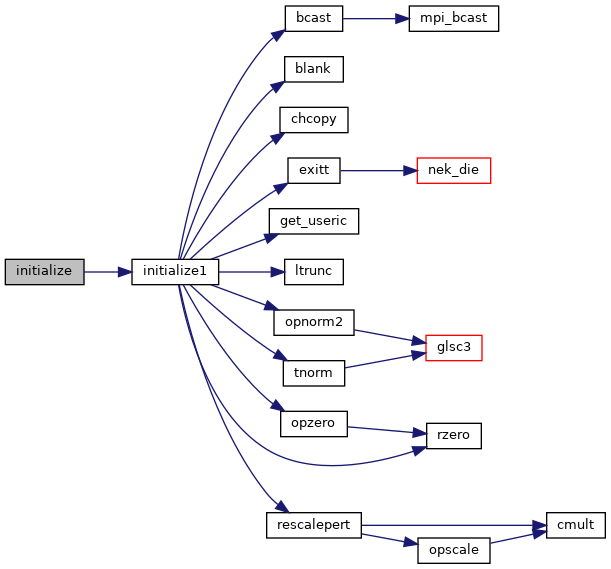 bcast
mpi_bcast
blank
chcopy
exitt
nek_die
get_useric
initialize
initialize1
ltrunc
opnorm2
glsc3
tnorm
opzero
rzero
rescalepert
cmult
opscale